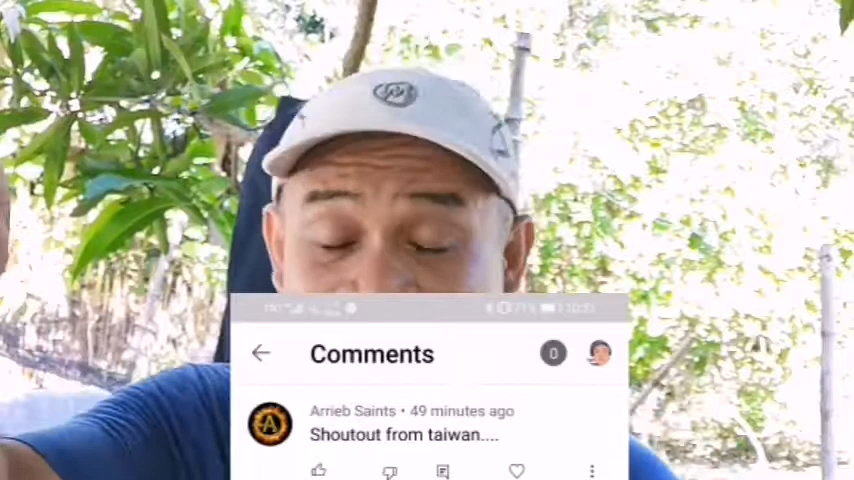 Comments
0
Arrieb Saints • 49 minutes ago
Shoutout from taiwan....